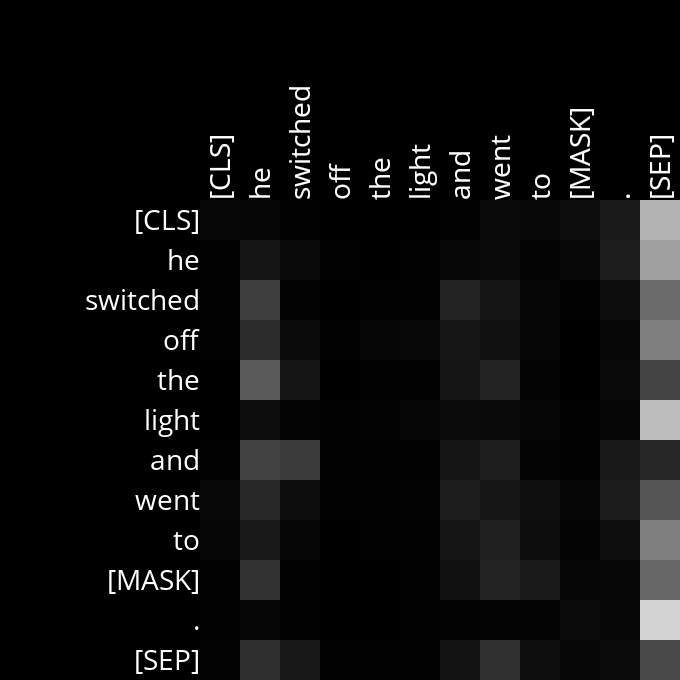 [CLS]
he
switched
off
the
light
and
went
to
[MASK]
.
[SEP]
[CLS]
he
switched
off
the
light
and
went
to
[MASK]
.
[SEP]